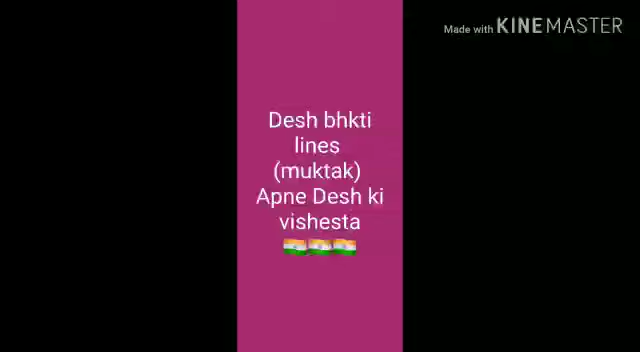 Made with KINEMASTER
Desh bhkti
lines
(muktak)
Apne Desh ki
vishesta
🇮🇳🇮🇳🇮🇳